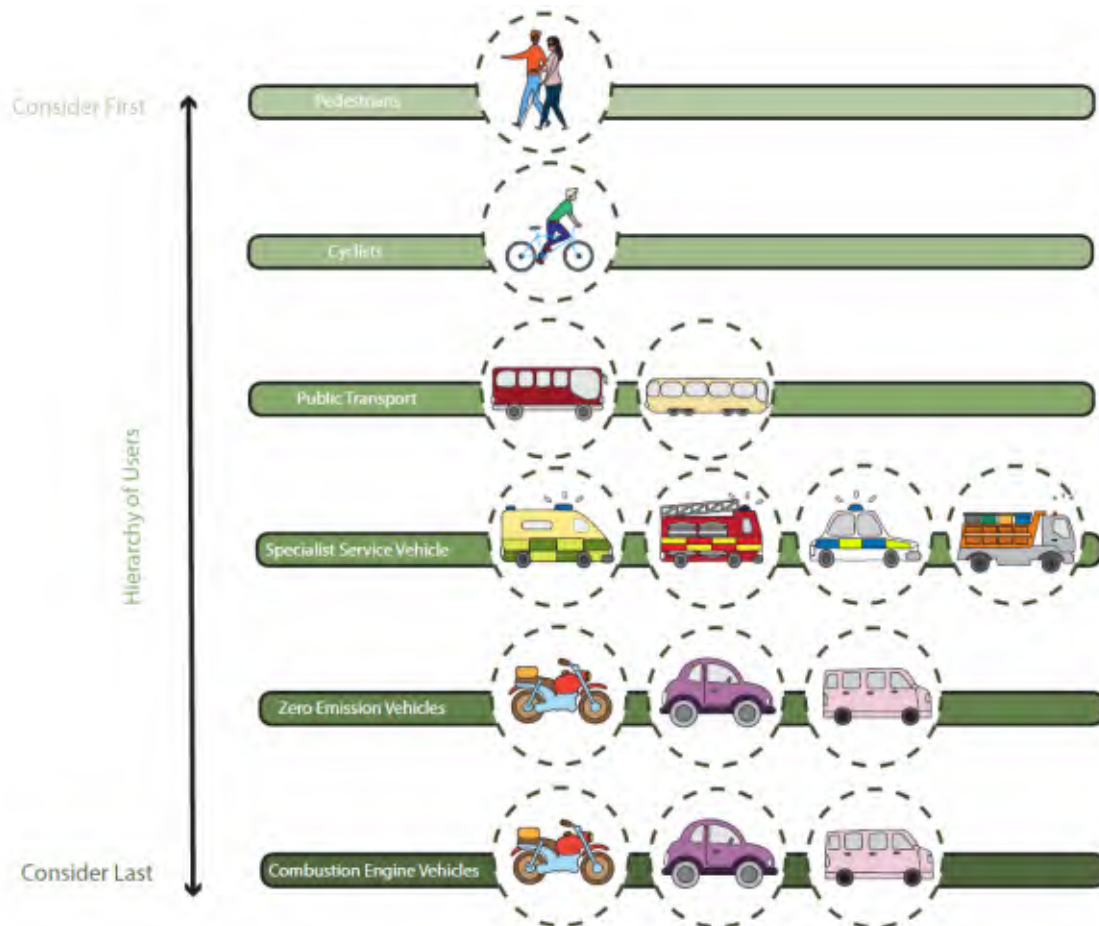 Consider First
Pedestrians
Cyclists
Public Transport
Hierarchy of Users
Specialist Service Vehicle
Zero Emission Vehicles
Consider Last
Combustion Engine Vehicles